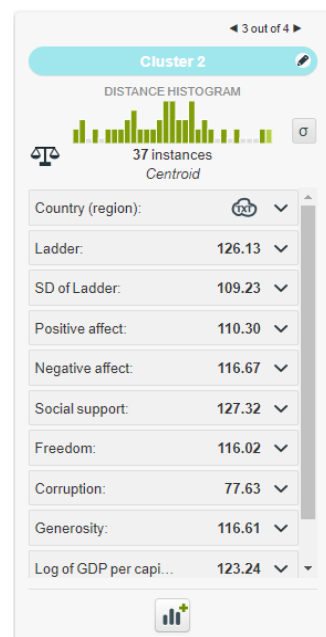 ◄ 3 out of 4 ►
Cluster 2
DISTANCE HISTOGRAM
σ
37 instances
Centroid
Country (region): TXT
Ladder: 126.13
SD of Ladder: 109.23
Positive affect: 110.30
Negative affect: 116.67
Social support: 127.32
Freedom: 116.02
Corruption: 77.63
Generosity: 116.61
Log of GDP per capi... 123.24